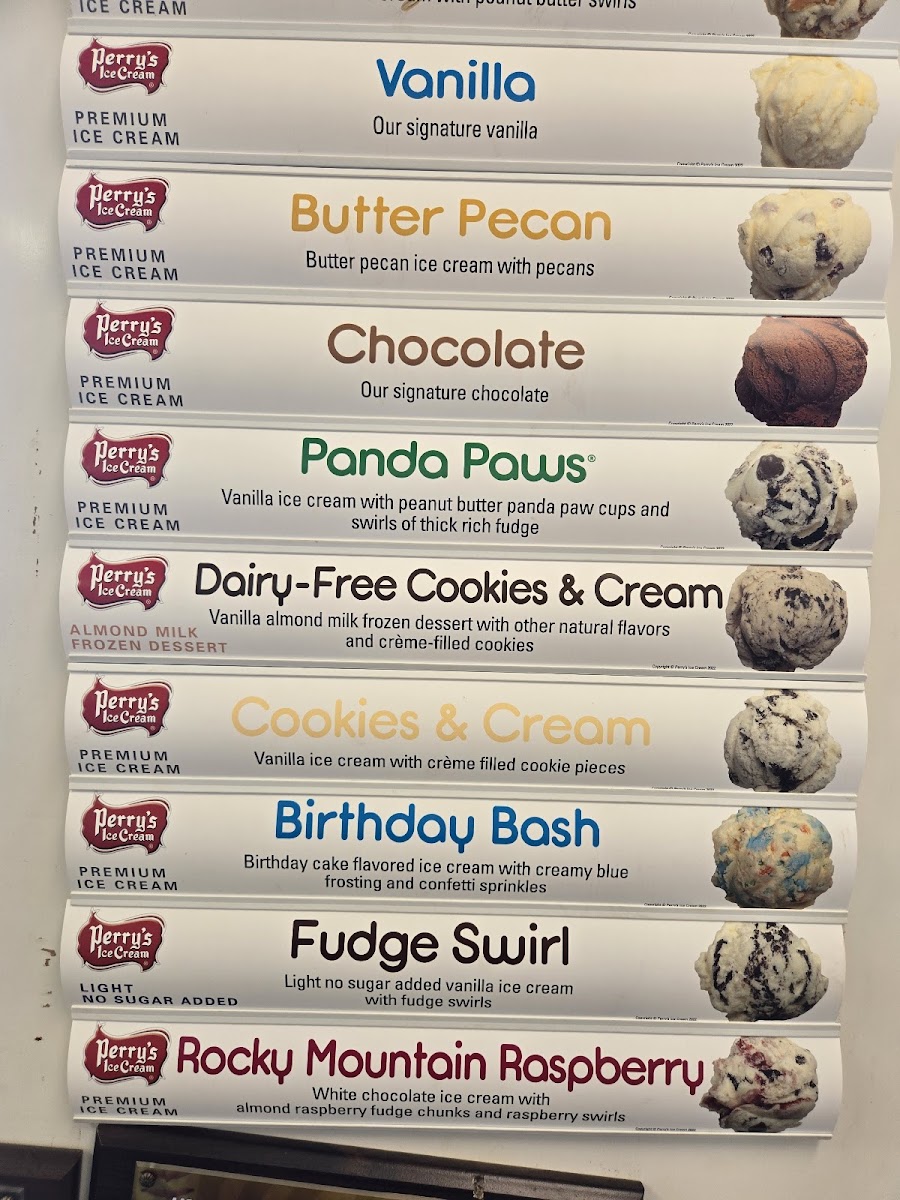 ICE CREAM
with peanut butter swirls
Perry's
Ice Cream
PREMIUM
ICE CREAM
Vanilla
Our signature vanilla
Perry's
Ice Cream
PREMIUM
ICE CREAM
Butter Pecan
Butter pecan ice cream with pecans
Perry's
Ice Cream
PREMIUM
ICE CREAM
Chocolate
Our signature chocolate
Perry's
Ice Cream
PREMIUM
ICE CREAM
Panda Paws®
Vanilla ice cream with peanut butter panda paw cups and
swirls of thick rich fudge
Perry's
Ice Cream
ALMOND MILK
FROZEN DESSERT
Dairy-Free Cookies & Cream
Vanilla almond milk frozen dessert with other natural flavors
and crème-filled cookies
Perry's
Ice Cream
PREMIUM
ICE CREAM
Cookies & Cream
Vanilla ice cream with crème filled cookie pieces
Perry's
Ice Cream
PREMIUM
ICE CREAM
Birthday Bash
Birthday cake flavored ice cream with creamy blue
frosting and confetti sprinkles
Perry's
Ice Cream
LIGHT
NO SUGAR ADDED
Fudge Swirl
Light no sugar added vanilla ice cream
with fudge swirls
Perry's
Ice Cream
PREMIUM
ICE CREAM
Rocky Mountain Raspberry
White chocolate ice cream with
almond raspberry fudge chunks and raspberry swirls